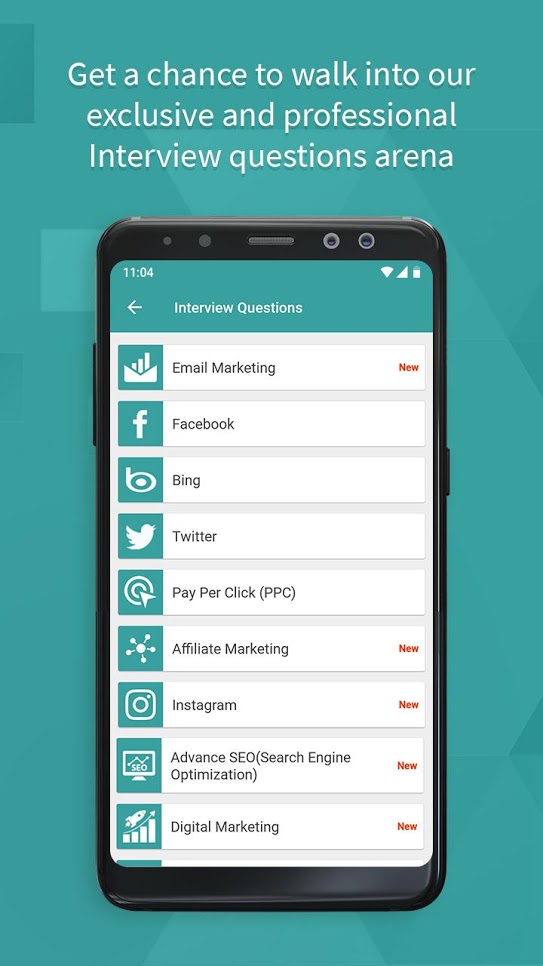 Get a chance to walk into our
exclusive and professional
Interview questions arena
11:04
Interview Questions
Email Marketing New
Facebook
Bing
Twitter
Pay Per Click (PPC)
Affiliate Marketing New
Instagram New
SEO
Advance SEO(Search Engine
Optimization) New
Digital Marketing New